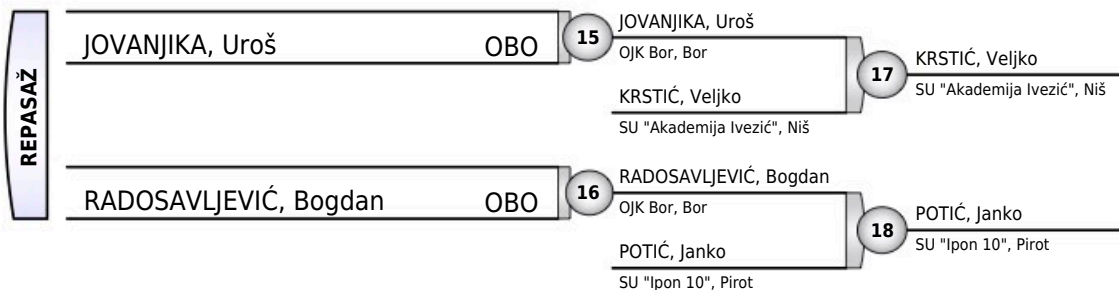 REPASAŽ
JOVANJIKA, Uroš OBO
15
JOVANJIKA, Uroš
OJK Bor, Bor
KRSTIĆ, Veljko
SU "Akademija Ivezić", Niš
17
KRSTIĆ, Veljko
SU "Akademija Ivezić", Niš
RADOSAVLJEVIĆ, Bogdan OBO
16
RADOSAVLJEVIĆ, Bogdan
OJK Bor, Bor
POTIĆ, Janko
SU "Ipon 10", Pirot
18
POTIĆ, Janko
SU "Ipon 10", Pirot